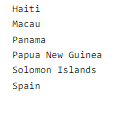 Haiti
Macau
Panama
Papua New Guinea
Solomon Islands
Spain